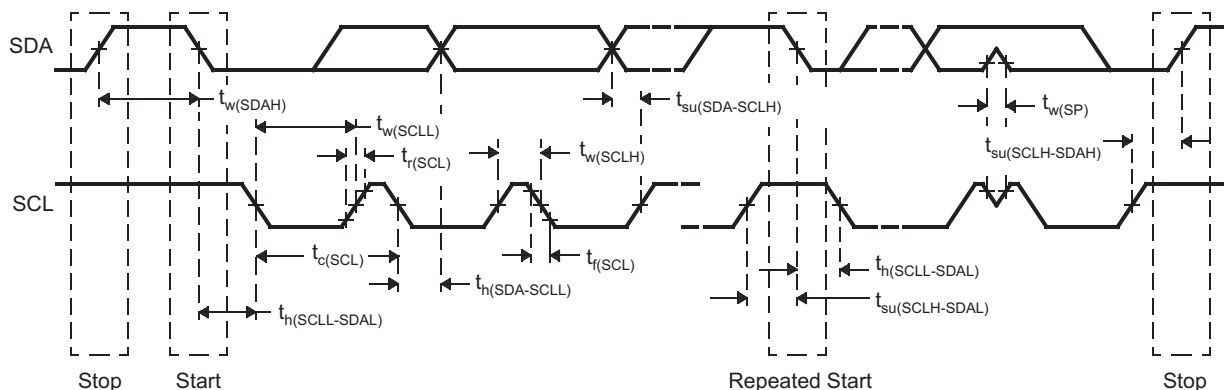 SDA
t_w(SDAH)
t_w(SCLL)
t_r(SCL)
t_w(SCLH)
t_su(SDA-SCLH)
t_w(SP)
t_su(SCLH-SDAH)
SCL
t_c(SCL)
t_f(SCL)
t_h(SDA-SCLL)
t_h(SCLL-SDAL)
t_h(SCLL-SDAL)
t_su(SCLH-SDAL)
Stop
Start
Repeated Start
Stop